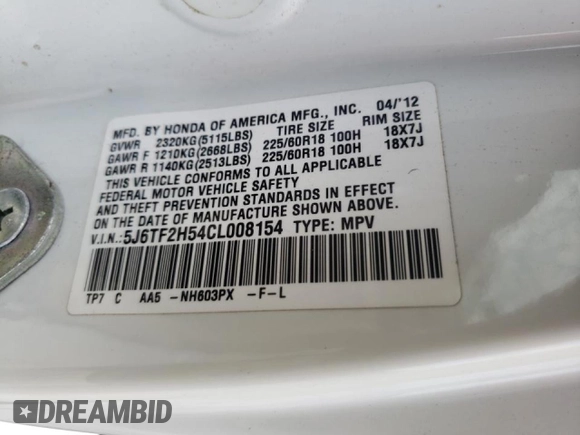 MFD. BY HONDA OF AMERICA MFG., INC. 04/'12
GVWR 2320KG(5115LBS) TIRE SIZE RIM SIZE
GAWR F 1210KG(2668LBS) 225/60R18 100H 18X7J
GAWR R 1140KG(2513LBS) 225/60R18 100H 18X7J
THIS VEHICLE CONFORMS TO ALL APPLICABLE
FEDERAL MOTOR VEHICLE SAFETY
AND THEFT PREVENTION STANDARDS IN EFFECT
ON THE DATE OF MANUFACTURE SHOWN ABOVE.
V.I.N.:5J6TF2H54CL008154 TYPE: MPV
TP7 C AA5 -NH603PX -F-L
DREAMBID